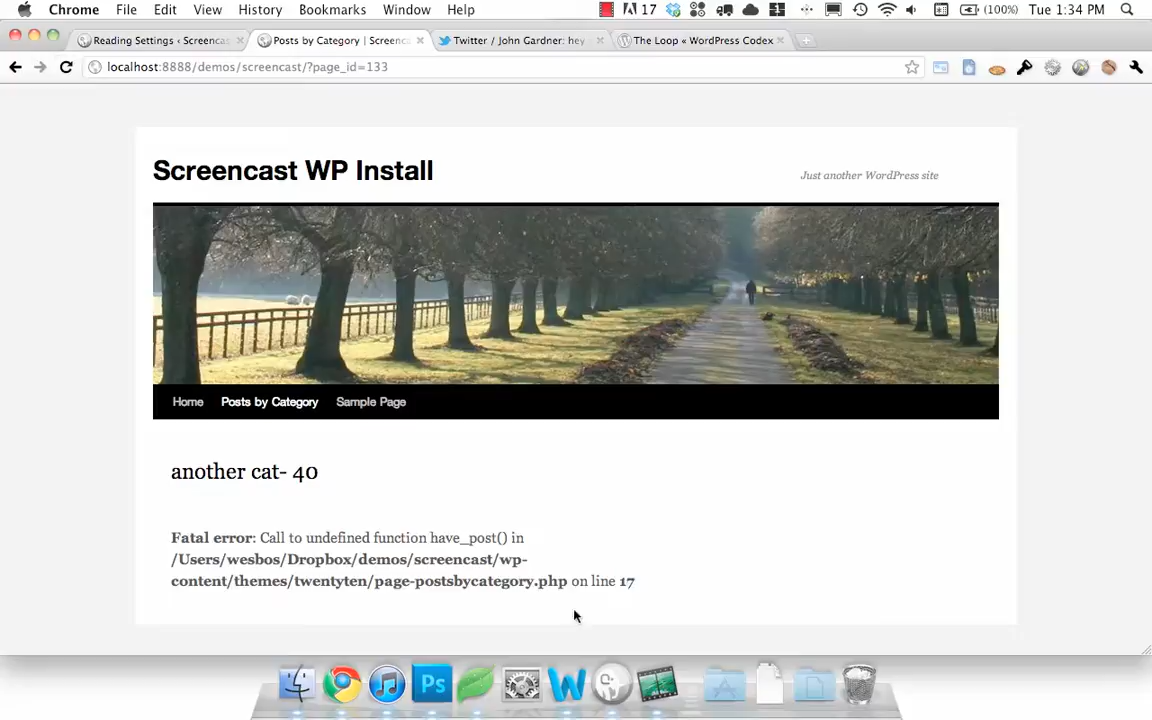 Chrome File Edit View History Bookmarks Window Help 17 (100%) Tue 1:34 PM
Reading Settings ‹ Screencas Posts by Category | Screenca Twitter / John Gardner: hey The Loop « WordPress Codex
localhost:8888/demos/screencast/?page_id=133
Screencast WP Install
Just another WordPress site
Home Posts by Category Sample Page
another cat- 40
Fatal error: Call to undefined function have_post() in
/Users/wesbos/Dropbox/demos/screencast/wp-
content/themes/twentyten/page-postsbycategory.php on line 17
Ps